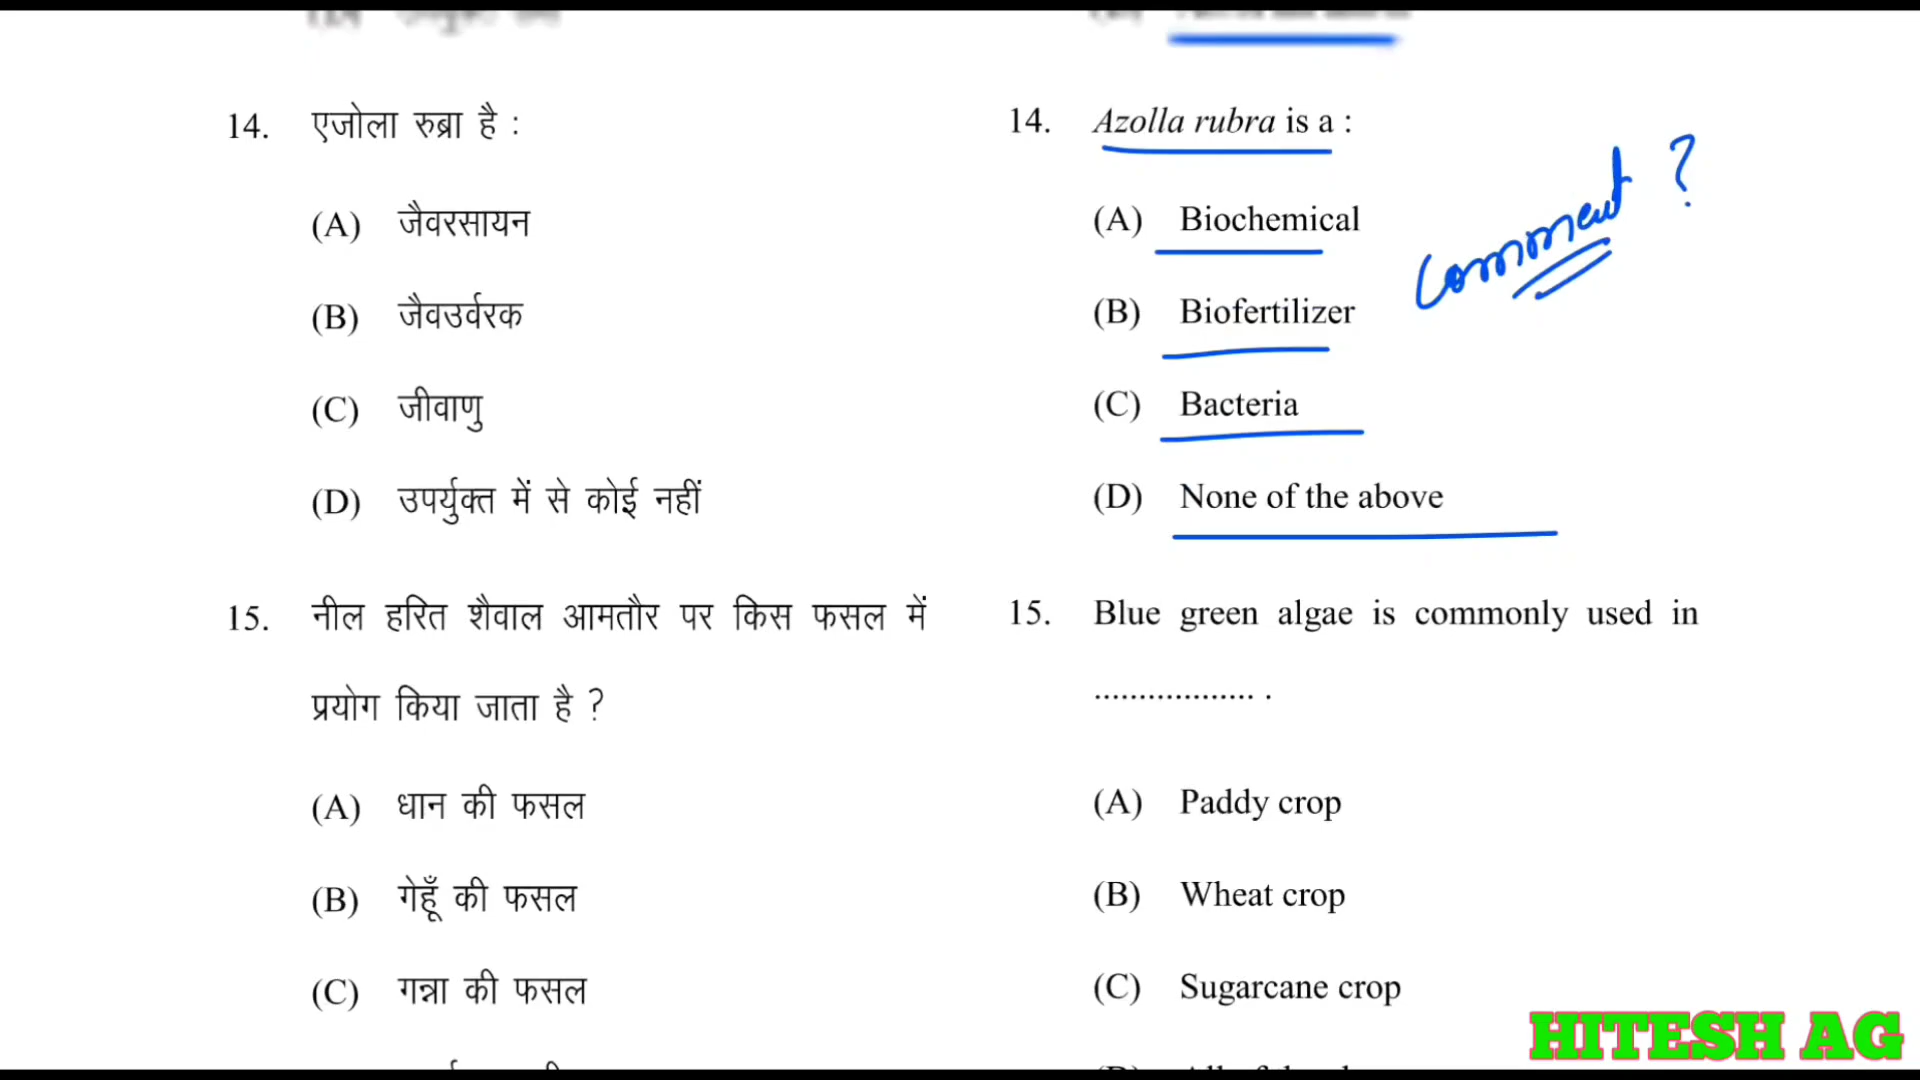 14. एजोला रुब्रा है :
(A) जैवरसायन
(B) जैवउर्वरक
(C) जीवाणु
(D) उपर्युक्त में से कोई नहीं
15. नील हरित शैवाल आमतौर पर किस फसल में
प्रयोग किया जाता है ?
(A) धान की फसल
(B) गेहूँ की फसल
(C) गन्ना की फसल
14. Azolla rubra is a :
(A) Biochemical
(B) Biofertilizer
(C) Bacteria
(D) None of the above
comment ?
15. Blue green algae is commonly used in
.................. .
(A) Paddy crop
(B) Wheat crop
(C) Sugarcane crop
HITESH AG